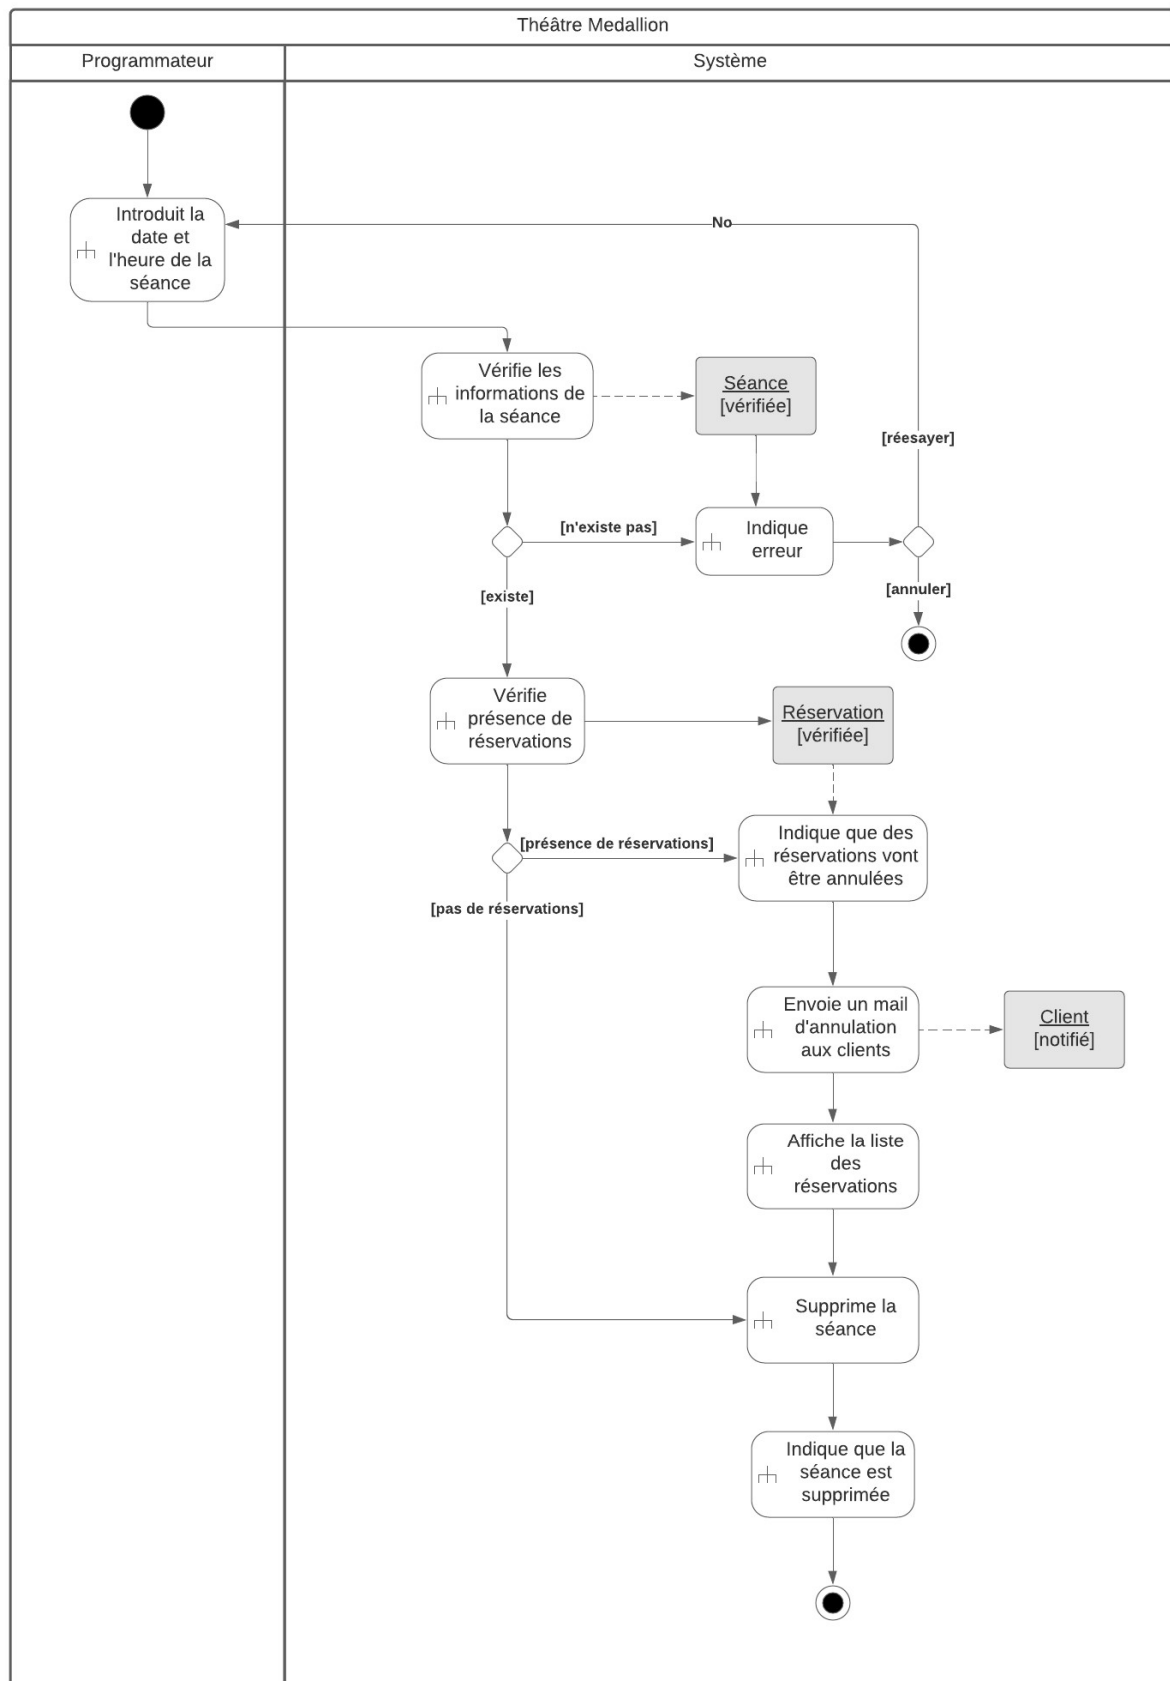 Théâtre Medallion
Programmateur
Système
Introduit la
date et
l'heure de la
séance
No
Vérifie les
informations de
la séance
Séance
[vérifiée]
[réesayer]
[n'existe pas]
Indique
erreur
[existe]
[annuler]
Vérifie
présence de
réservations
Réservation
[vérifiée]
[présence de réservations]
Indique que des
réservations vont
être annulées
[pas de réservations]
Envoie un mail
d'annulation
aux clients
Client
[notifié]
Affiche la liste
des
réservations
Supprime la
séance
Indique que la
séance est
supprimée